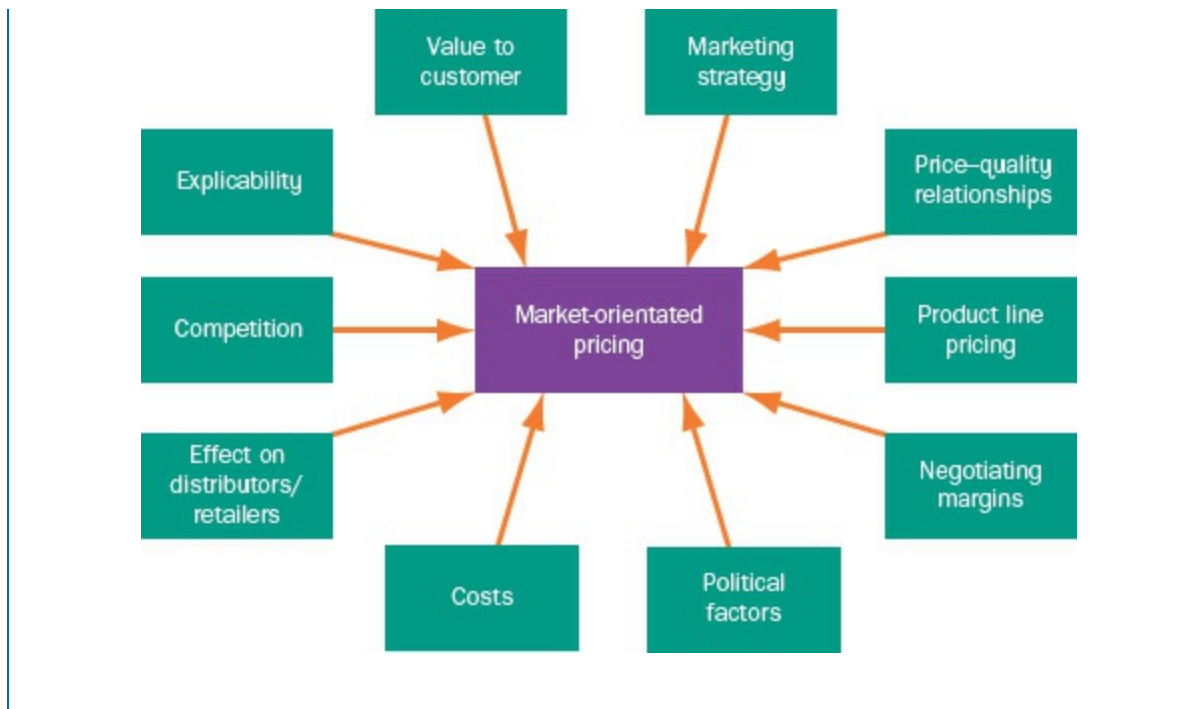 Value to
customer
Marketing
strategy
Explicability
Price–quality
relationships
Competition
Market-orientated
pricing
Product line
pricing
Effect on
distributors/
retailers
Negotiating
margins
Costs
Political
factors